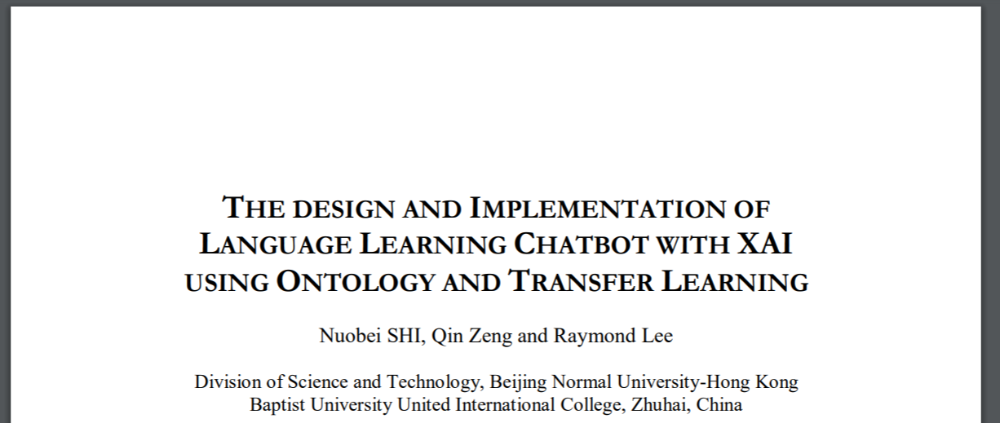 THE DESIGN AND IMPLEMENTATION OF
LANGUAGE LEARNING CHATBOT WITH XAI
USING ONTOLOGY AND TRANSFER LEARNING
Nuobei SHI, Qin Zeng and Raymond Lee
Division of Science and Technology, Beijing Normal University-Hong Kong
Baptist University United International College, Zhuhai, China